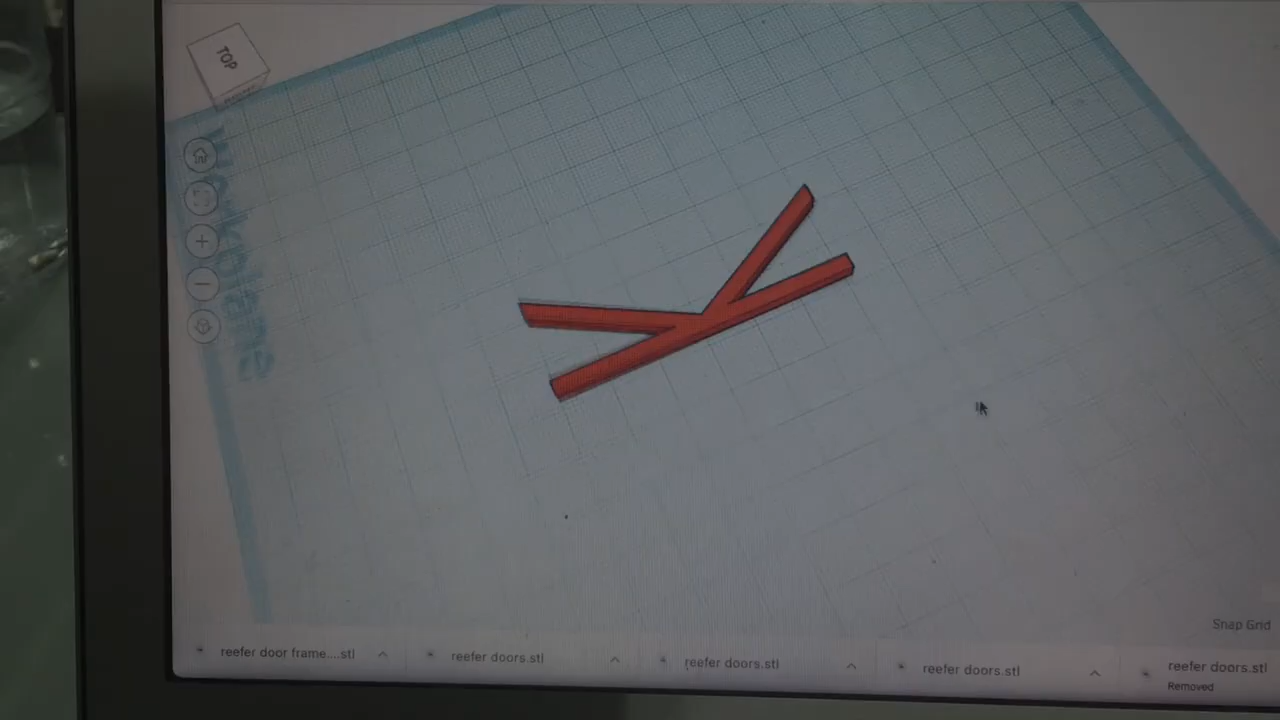 TOP
Workplane
Snap Grid
reefer door frame....stl
reefer doors.stl
reefer doors.stl
reefer doors.stl
reefer doors.stl
Removed